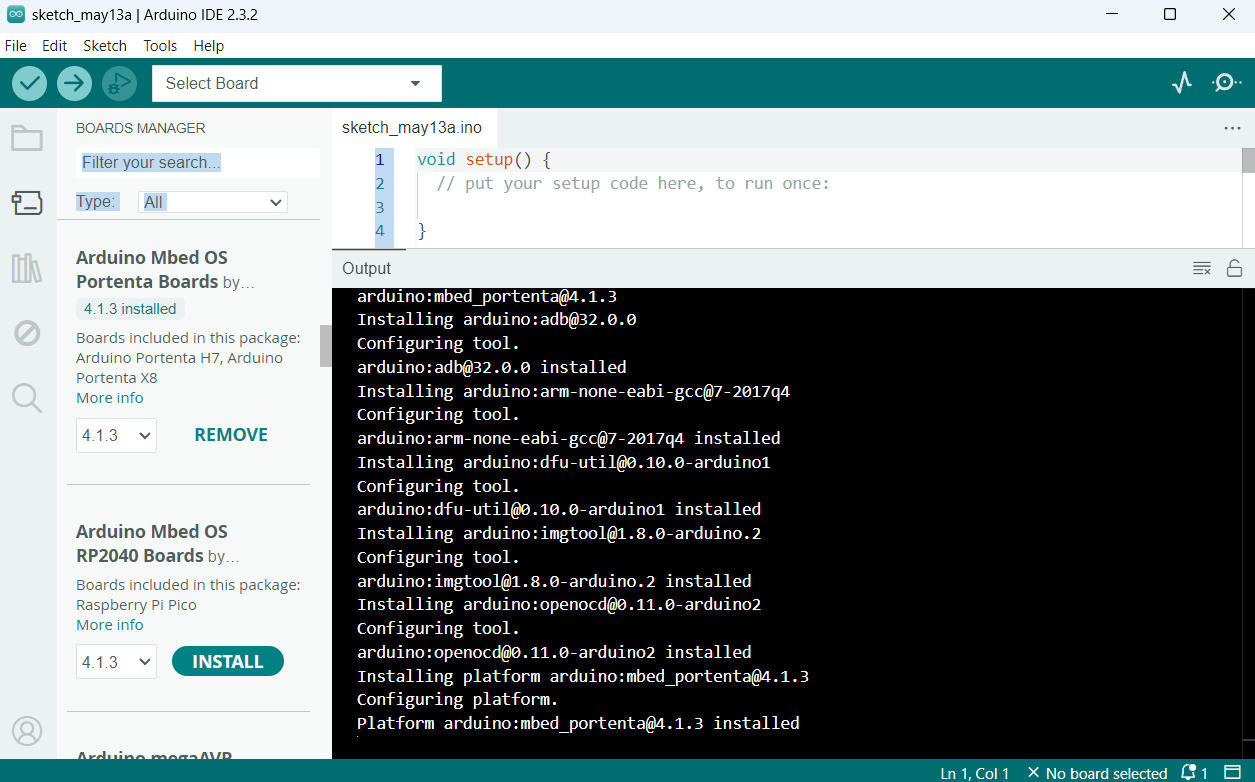 sketch_may13a | Arduino IDE 2.3.2
File Edit Sketch Tools Help
Select Board
BOARDS MANAGER
Filter your search...
Type: All
Arduino Mbed OS
Portenta Boards by...
4.1.3 installed
Boards included in this package:
Arduino Portenta H7, Arduino
Portenta X8
More info
4.1.3 REMOVE
Arduino Mbed OS
RP2040 Boards by...
Boards included in this package:
Raspberry Pi Pico
More info
4.1.3 INSTALL
Arduino megaAVR
sketch_may13a.ino
1 void setup() {
2 // put your setup code here, to run once:
3
4 }
Output
arduino:mbed_portenta@4.1.3
Installing arduino:adb@32.0.0
Configuring tool.
arduino:adb@32.0.0 installed
Installing arduino:arm-none-eabi-gcc@7-2017q4
Configuring tool.
arduino:arm-none-eabi-gcc@7-2017q4 installed
Installing arduino:dfu-util@0.10.0-arduino1
Configuring tool.
arduino:dfu-util@0.10.0-arduino1 installed
Installing arduino:imgtool@1.8.0-arduino.2
Configuring tool.
arduino:imgtool@1.8.0-arduino.2 installed
Installing arduino:openocd@0.11.0-arduino2
Configuring tool.
arduino:openocd@0.11.0-arduino2 installed
Installing platform arduino:mbed_portenta@4.1.3
Configuring platform.
Platform arduino:mbed_portenta@4.1.3 installed
Ln 1, Col 1 × No board selected 1